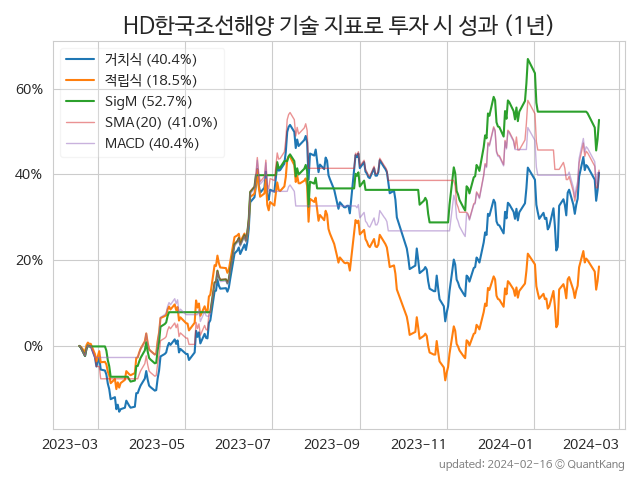 HD한국조선해양 기술 지표로 투자 시 성과 (1년)
거치식 (40.4%)
적립식 (18.5%)
SigM (52.7%)
SMA(20) (41.0%)
MACD (40.4%)
60%
40%
20%
0%
2023-03 2023-05 2023-07 2023-09 2023-11 2024-01 2024-03
updated: 2024-02-16 © QuantKang